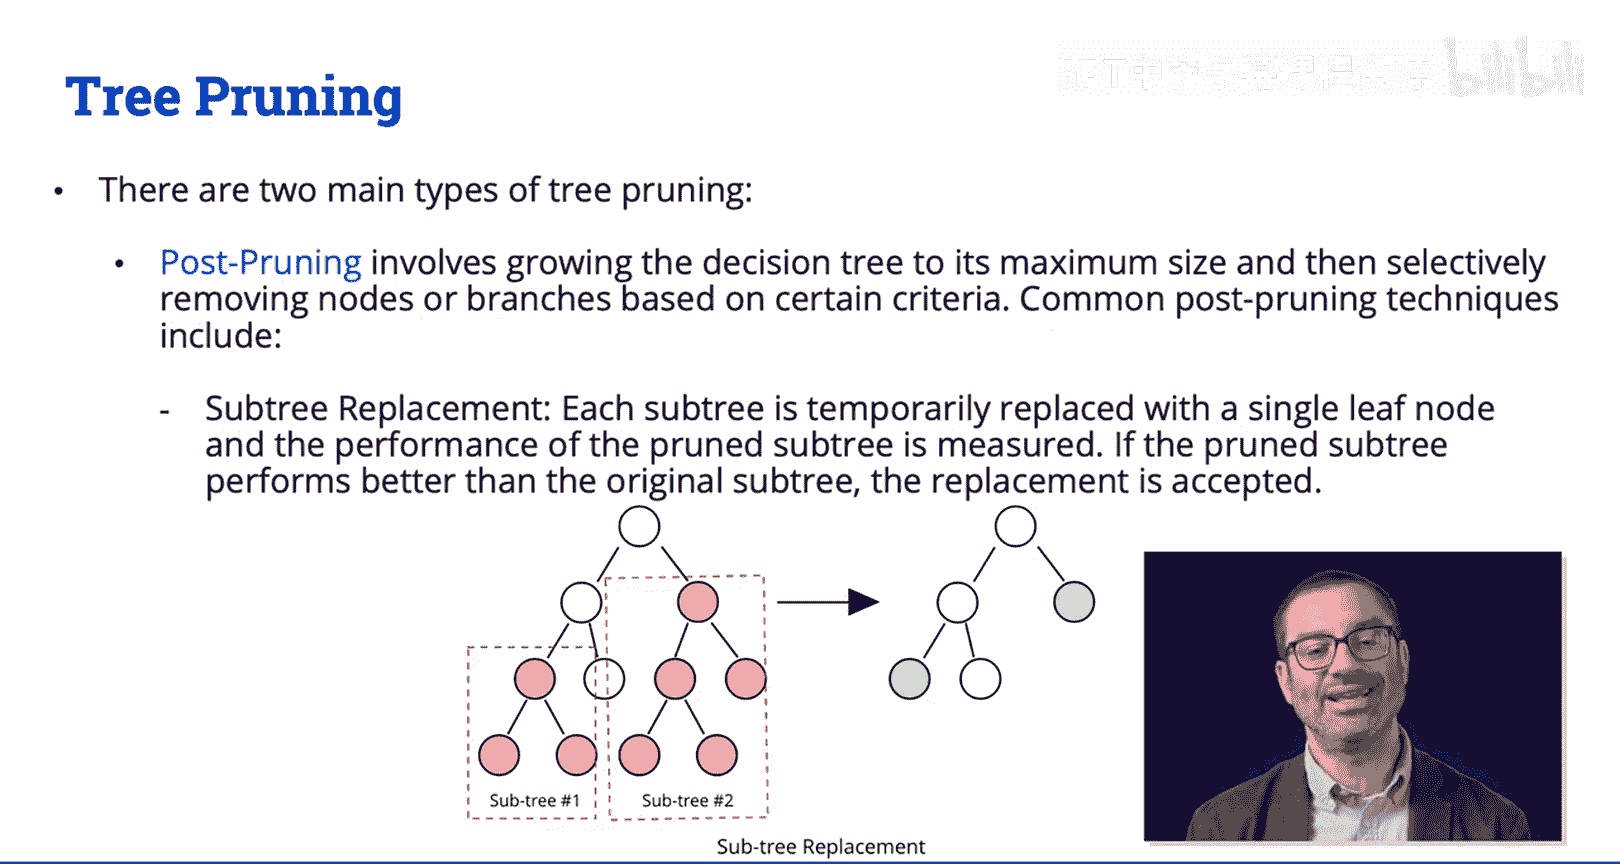 bilibili
Tree Pruning
• There are two main types of tree pruning:
• Post-Pruning involves growing the decision tree to its maximum size and then selectively
removing nodes or branches based on certain criteria. Common post-pruning techniques
include:
- Subtree Replacement: Each subtree is temporarily replaced with a single leaf node
and the performance of the pruned subtree is measured. If the pruned subtree
performs better than the original subtree, the replacement is accepted.
Sub-tree #1
Sub-tree #2
Sub-tree Replacement